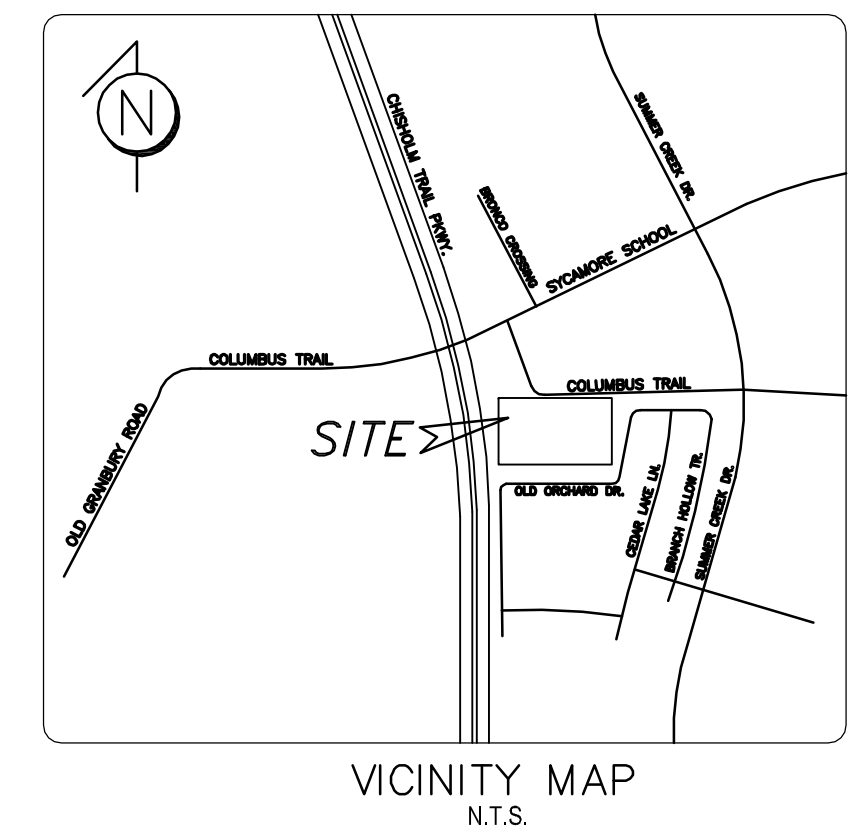 N
CHISHOLM TRAIL PKWY.
SUMMER CREEK DR.
BRONCO CROSSING
SYCAMORE SCHOOL
COLUMBUS TRAIL
COLUMBUS TRAIL
OLD GRANBURY ROAD
SITE
OLD ORCHARD DR.
CEDAR LAKE LN.
BRANCH HOLLOW TR.
SUMMER CREEK DR.
VICINITY MAP
N.T.S.